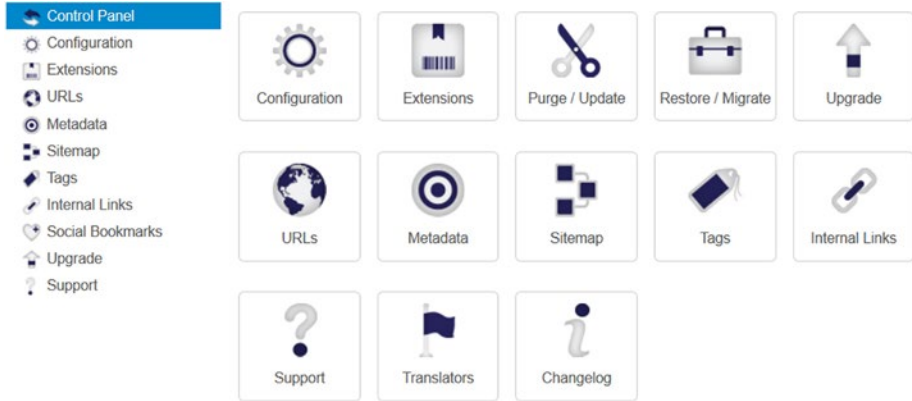 Control Panel
Configuration
Extensions
URLs
Metadata
Sitemap
Tags
Internal Links
Social Bookmarks
Upgrade
Support
Configuration
Extensions
Purge / Update
Restore / Migrate
Upgrade
URLs
Metadata
Sitemap
Tags
Internal Links
Support
Translators
Changelog